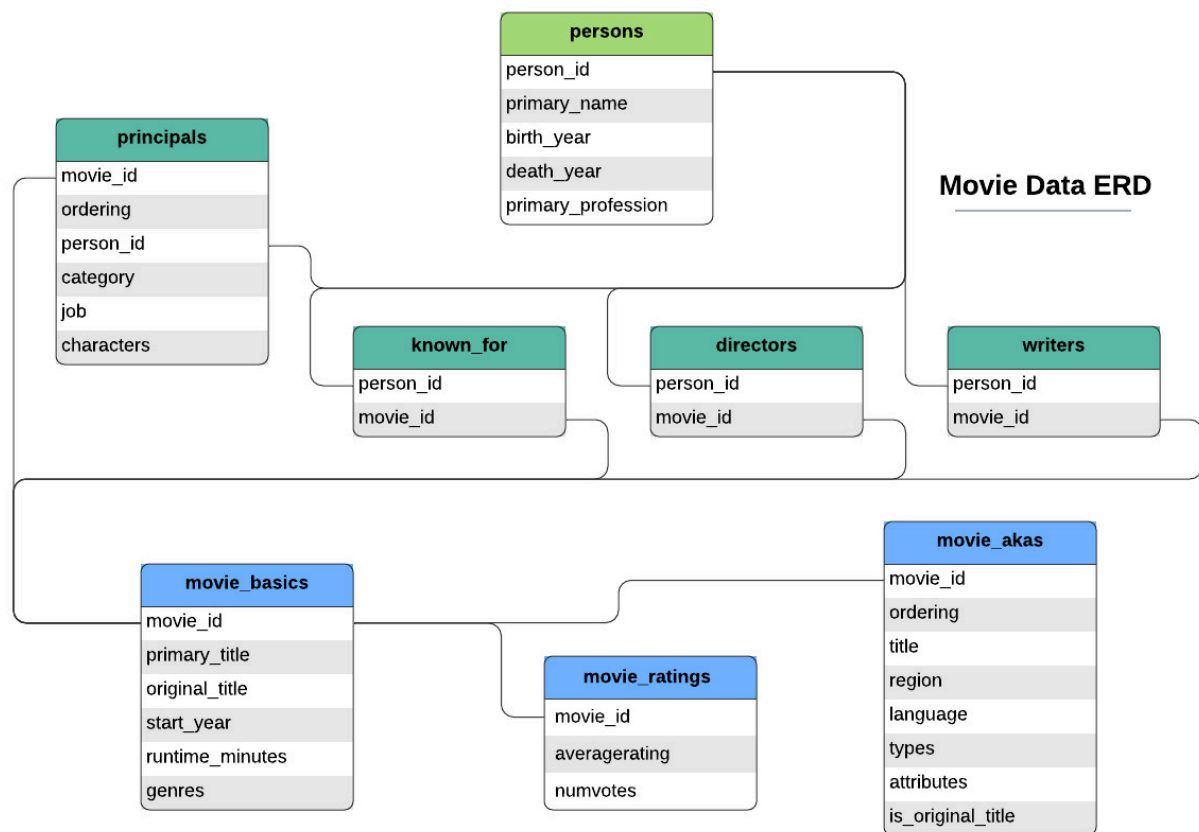 persons
person_id
primary_name
birth_year
death_year
primary_profession
principals
movie_id
ordering
person_id
category
job
characters
Movie Data ERD
known_for
person_id
movie_id
directors
person_id
movie_id
writers
person_id
movie_id
movie_basics
movie_id
primary_title
original_title
start_year
runtime_minutes
genres
movie_ratings
movie_id
averagerating
numvotes
movie_akas
movie_id
ordering
title
region
language
types
attributes
is_original_title